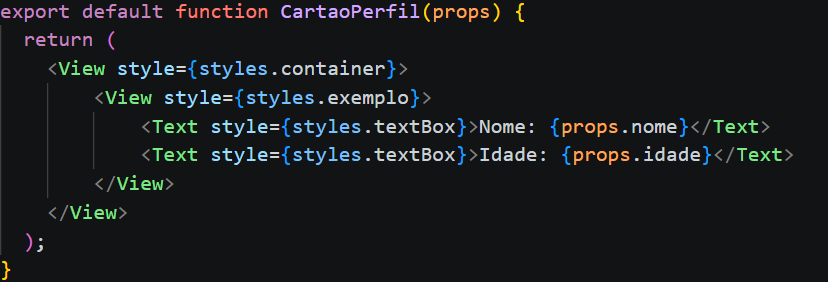 export default function CartaoPerfil(props) {
  return (
    <View style={styles.container}>
        <View style={styles.exemplo}>
            <Text style={styles.textBox}>Nome: {props.nome}</Text>
            <Text style={styles.textBox}>Idade: {props.idade}</Text>
        </View>
    </View>
  );
}